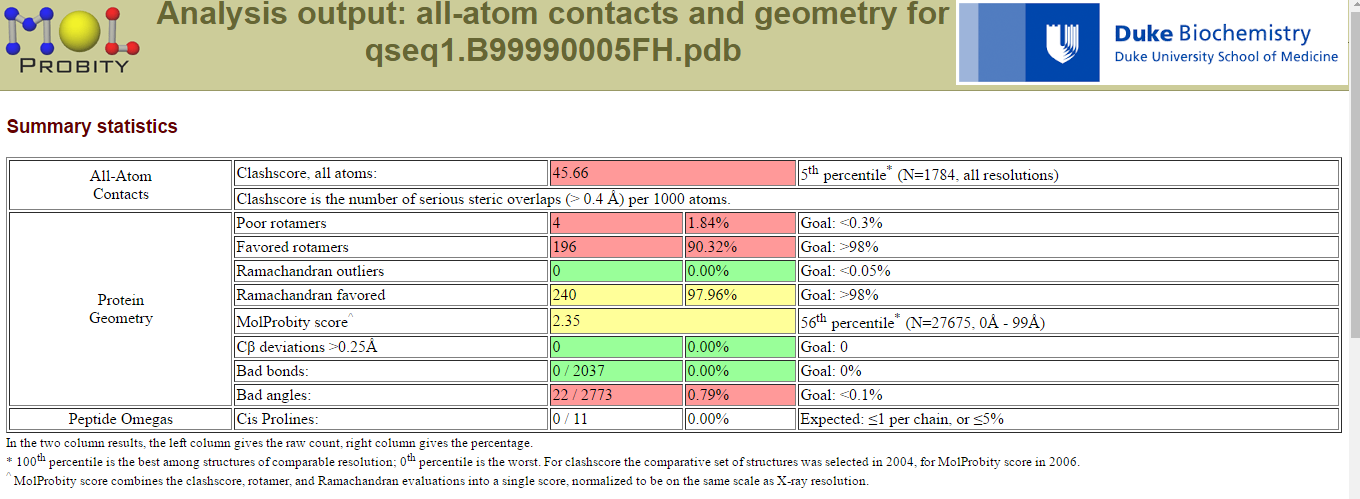 MOL
PROBITY
Analysis output: all-atom contacts and geometry for
qseq1.B99990005FH.pdb
Duke Biochemistry
Duke University School of Medicine
Summary statistics
All-Atom
Contacts
Clashscore, all atoms: 45.66 5th percentile* (N=1784, all resolutions)
Clashscore is the number of serious steric overlaps (> 0.4 Å) per 1000 atoms.
Protein
Geometry
Poor rotamers 4 1.84% Goal: <0.3%
Favored rotamers 196 90.32% Goal: >98%
Ramachandran outliers 0 0.00% Goal: <0.05%
Ramachandran favored 240 97.96% Goal: >98%
MolProbity score^ 2.35 56th percentile* (N=27675, 0Å - 99Å)
Cβ deviations >0.25Å 0 0.00% Goal: 0
Bad bonds: 0 / 2037 0.00% Goal: 0%
Bad angles: 22 / 2773 0.79% Goal: <0.1%
Peptide Omegas Cis Prolines: 0 / 11 0.00% Expected: ≤1 per chain, or ≤5%
In the two column results, the left column gives the raw count, right column gives the percentage.
* 100th percentile is the best among structures of comparable resolution; 0th percentile is the worst. For clashscore the comparative set of structures was selected in 2004, for MolProbity score in 2006.
^ MolProbity score combines the clashscore, rotamer, and Ramachandran evaluations into a single score, normalized to be on the same scale as X-ray resolution.